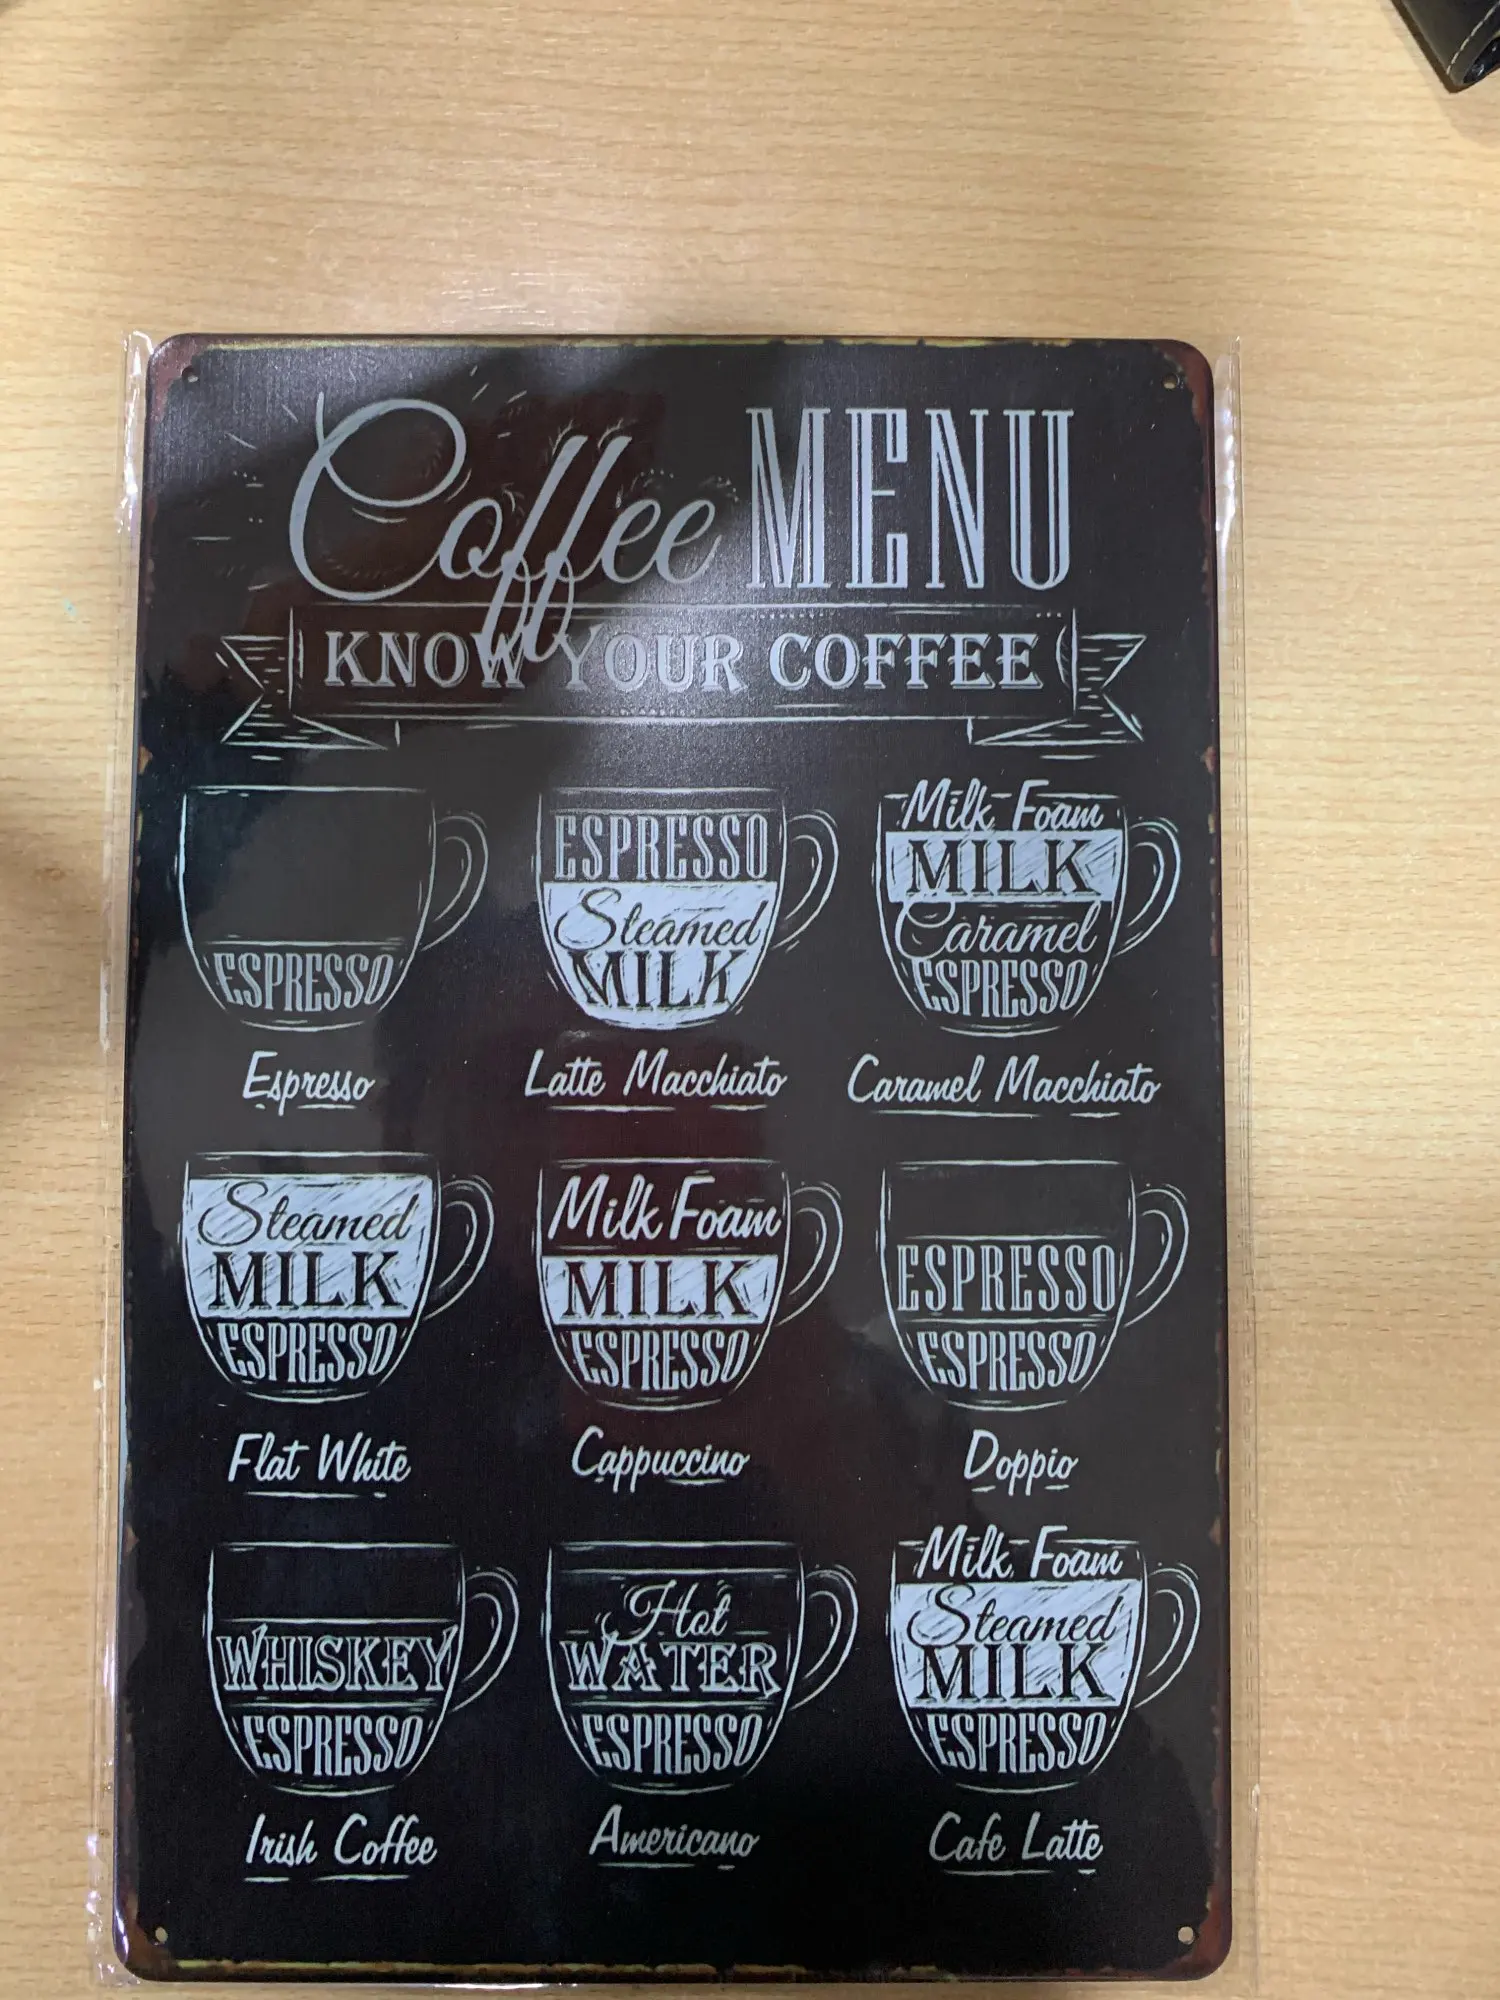 Coffee MENU
KNOW YOUR COFFEE
ESPRESSO
Espresso
ESPRESSO
Steamed
MILK
Latte Macchiato
Milk Foam
MILK
Caramel
ESPRESSO
Caramel Macchiato
Steamed
MILK
ESPRESSO
Flat White
Milk Foam
MILK
ESPRESSO
Cappuccino
ESPRESSO
ESPRESSO
Doppio
WHISKEY
ESPRESSO
Irish Coffee
Hot
WATER
ESPRESSO
Americano
Milk Foam
Steamed
MILK
ESPRESSO
Cafe Latte